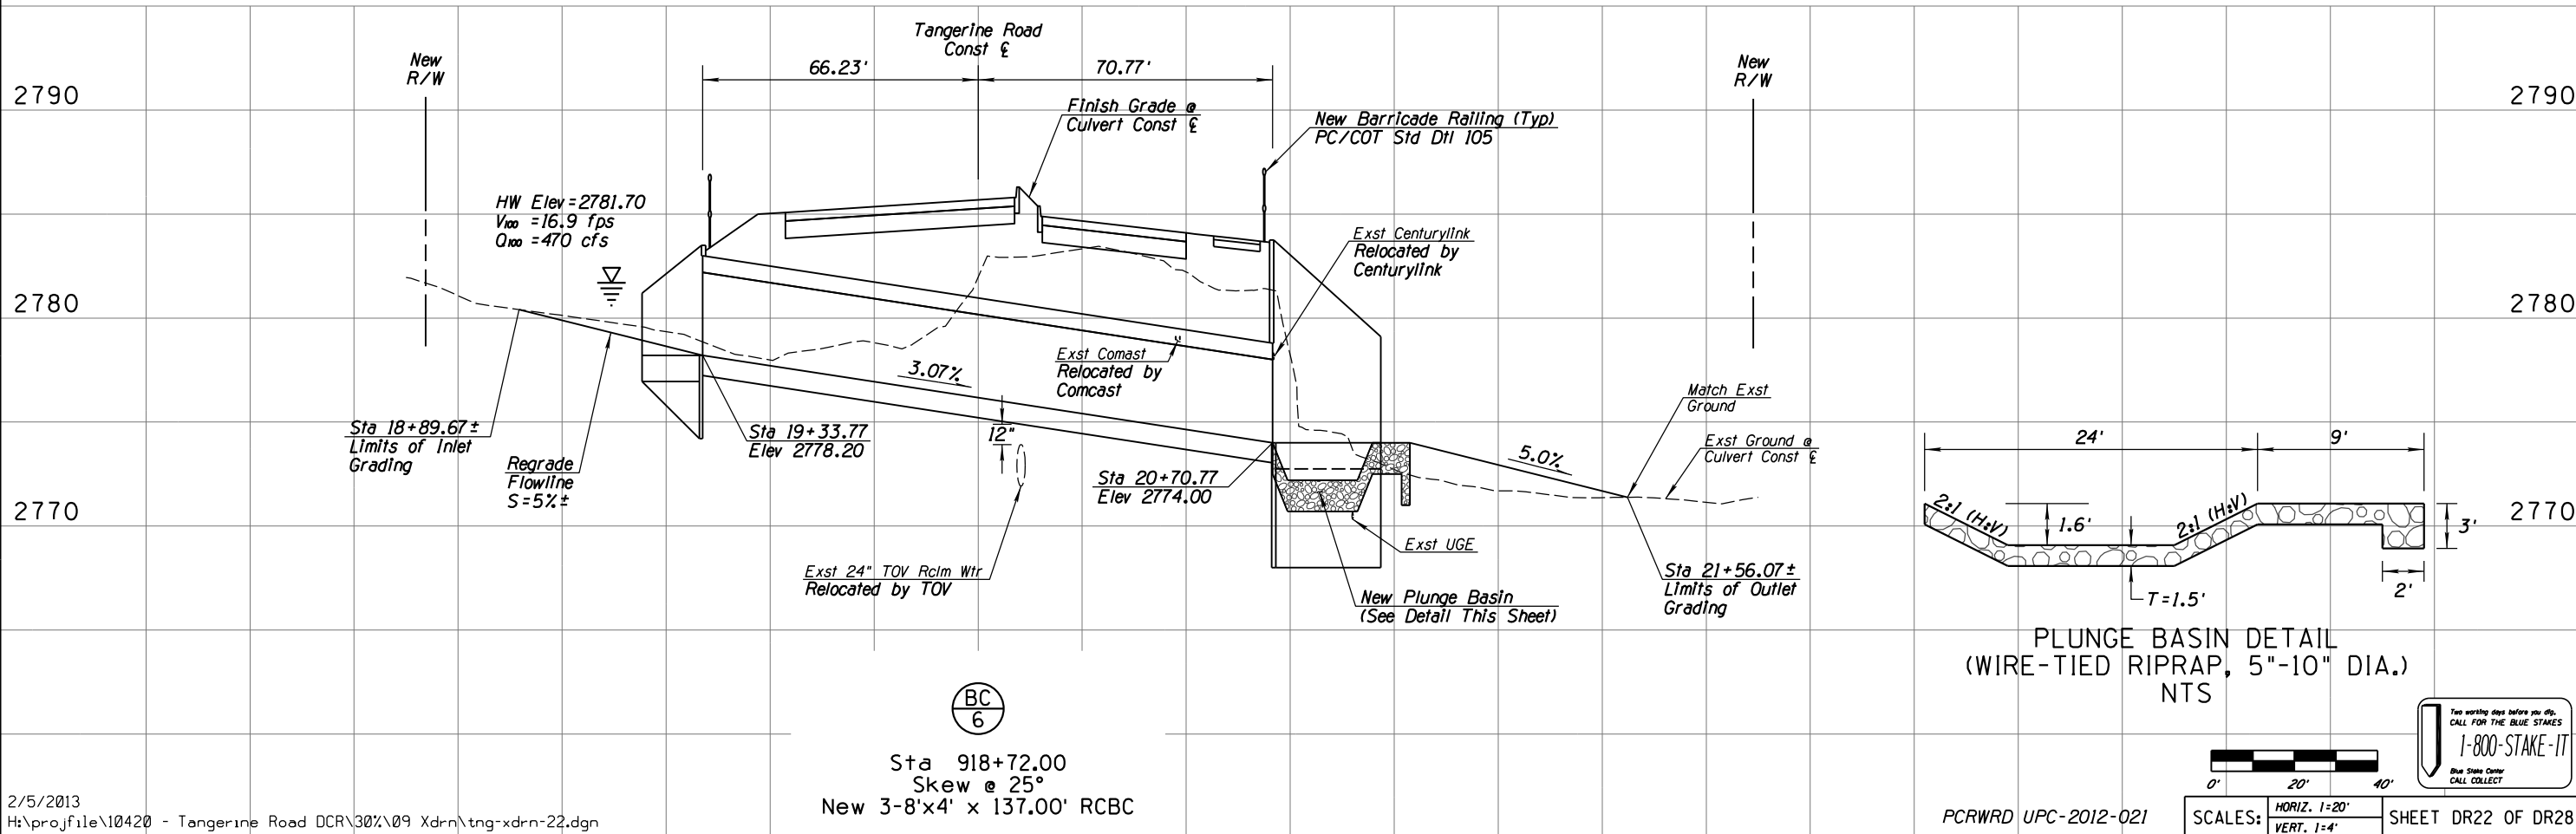 Tangerine Road
Const ℄
New
R/W
66.23'
70.77'
New
R/W
2790
2790
Finish Grade @
Culvert Const ℄
New Barricade Railing (Typ)
PC/COT Std Dtl 105
HW Elev=2781.70
V100 =16.9 fps
Q100 =470 cfs
Exst Centurylink
Relocated by
Centurylink
2780
2780
Exst Comast
Relocated by
Comcast
3.07%
Match Exst
Ground
Sta 18+89.67±
Limits of Inlet
Grading
Regrade
Flowline
S=5%±
Sta 19+33.77
Elev 2778.20
12"
Sta 20+70.77
Elev 2774.00
5.0%
Exst Ground @
Culvert Const ℄
24'
9'
2770
2770
2:1 (H:V)
1.6'
2:1 (H:V)
3'
2'
T=1.5'
Exst UGE
Exst 24" TOV Rclm Wtr
Relocated by TOV
New Plunge Basin
(See Detail This Sheet)
Sta 21+56.07±
Limits of Outlet
Grading
PLUNGE BASIN DETAIL
(WIRE-TIED RIPRAP, 5"-10" DIA.)
NTS
BC
6
Sta 918+72.00
Skew @ 25°
New 3-8'x4' x 137.00' RCBC
Two working days before you dig,
CALL FOR THE BLUE STAKES
1-800-STAKE-IT
Blue Stake Center
CALL COLLECT
0'
20'
40'
2/5/2013
H:\projfile\10420 - Tangerine Road DCR\30%\09 Xdrn\tng-xdrn-22.dgn
PCRWRD UPC-2012-021
SCALES:
HORIZ. 1=20'
VERT. 1=4'
SHEET DR22 OF DR28